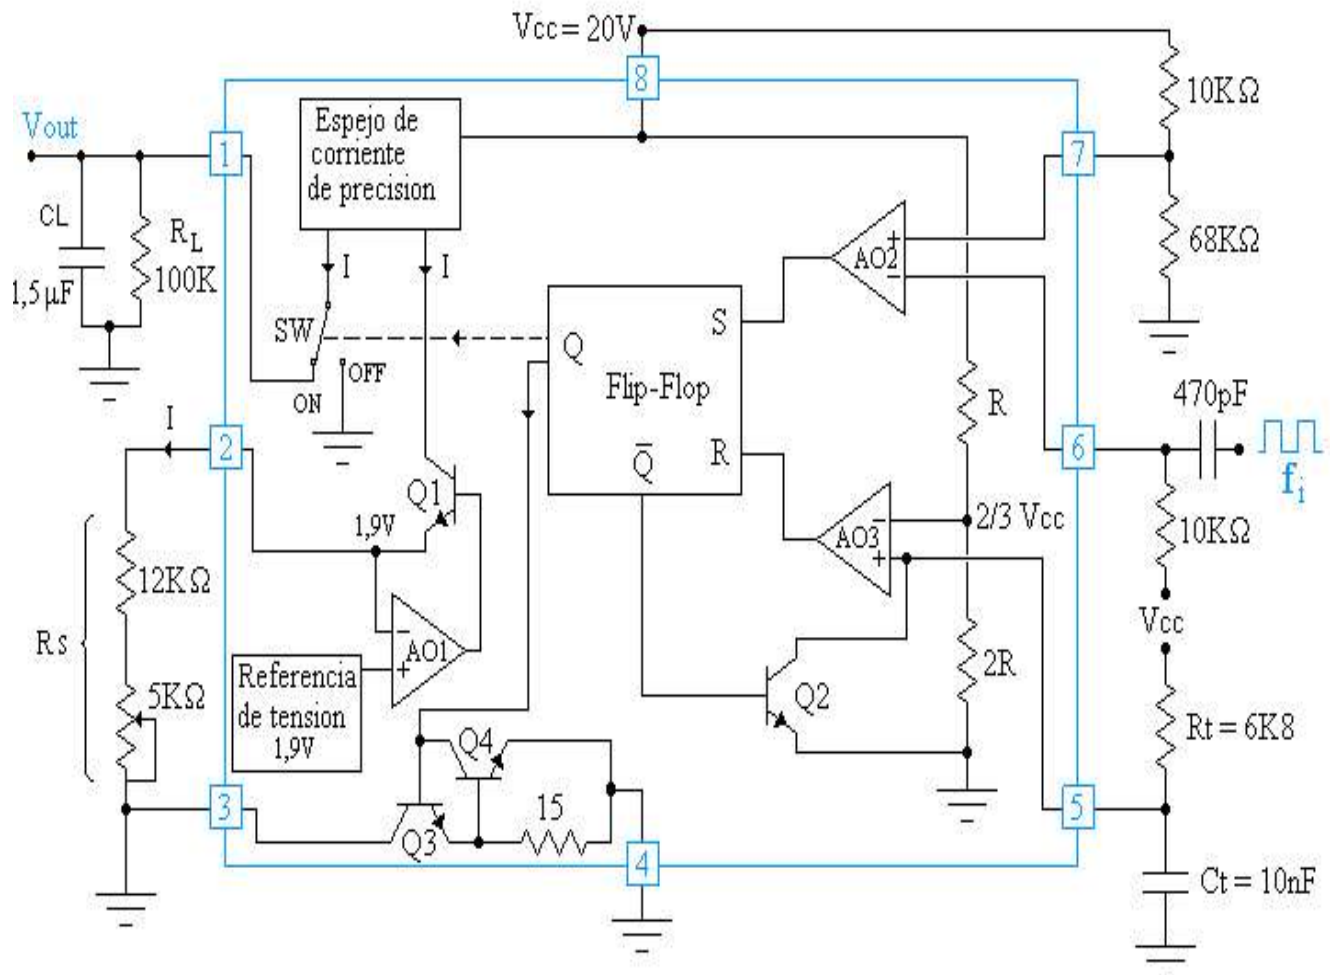 Vcc = 20V
8
10KΩ
Vout
1
Espejo de
corriente
de precision
7
CL
1,5µF
RL
100K
I
I
AO2
+
−
68KΩ
SW
OFF
ON
Q
Flip-Flop
S
R
Q̅
R
470pF
fi
I
2
6
Q1
1,9V
2/3 Vcc
AO3
−
+
10KΩ
Vcc
Rs
12KΩ
5KΩ
AO1
−
+
Referencia
de tension
1,9V
Q2
2R
Rt = 6K8
Q4
3
Q3
15
4
5
Ct = 10nF